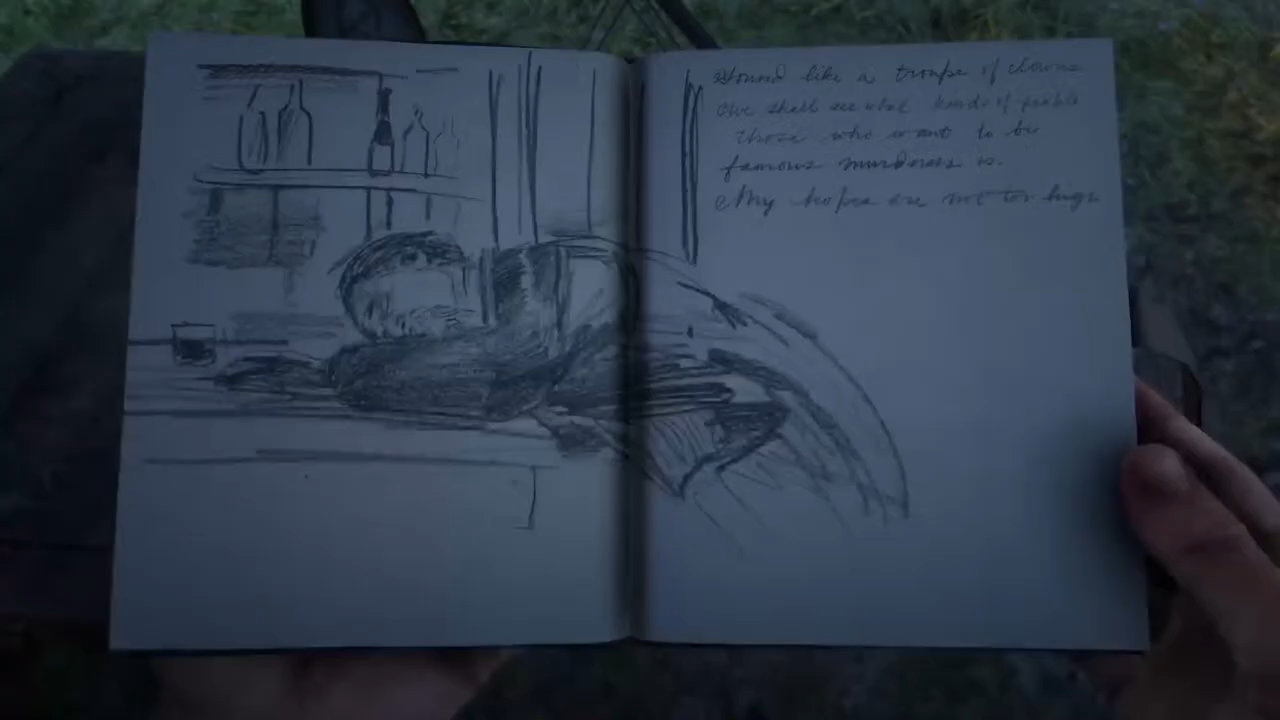 Sound like a troupe of clowns
We shall see what kinds of people
those who want to be
famous murderers is.
My hopes are not too high